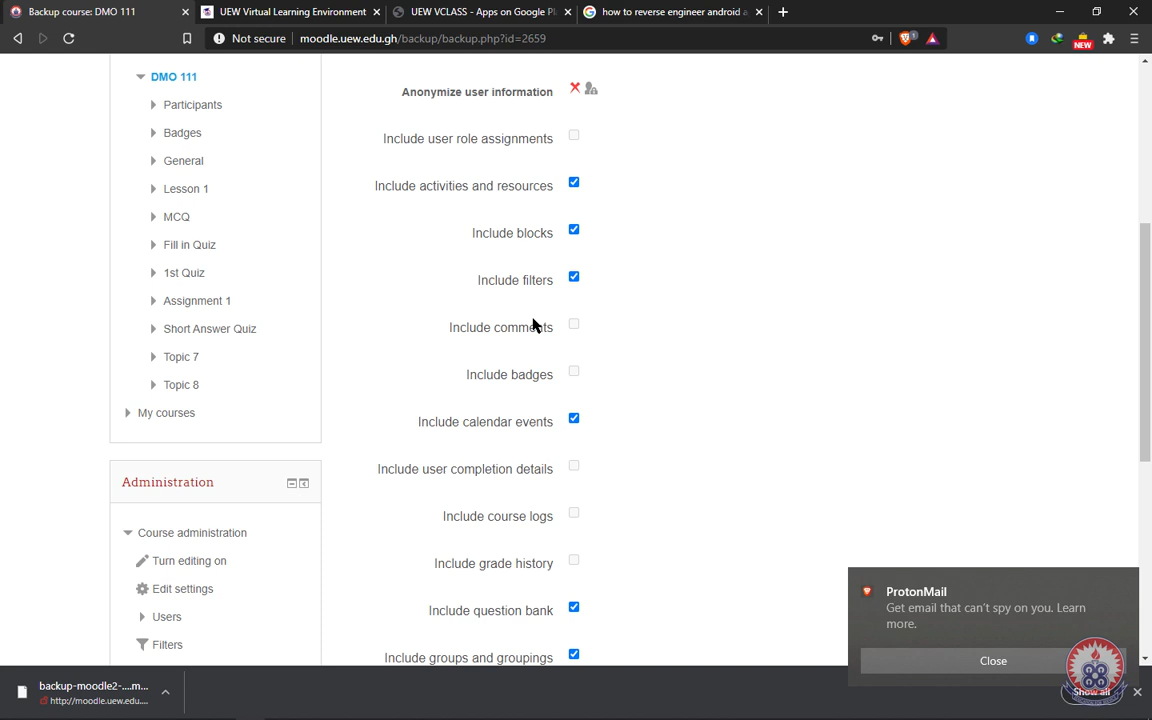 Backup course: DMO 111
UEW Virtual Learning Environment
UEW VCLASS - Apps on Google Pl
how to reverse engineer android a
Not secure
moodle.uew.edu.gh/backup/backup.php?id=2659
1
NEW
DMO 111
Participants
Badges
General
Lesson 1
MCQ
Fill in Quiz
1st Quiz
Assignment 1
Short Answer Quiz
Topic 7
Topic 8
My courses
Administration
Course administration
Turn editing on
Edit settings
Users
Filters
Anonymize user information
Include user role assignments
Include activities and resources
Include blocks
Include filters
Include comments
Include badges
Include calendar events
Include user completion details
Include course logs
Include grade history
Include question bank
Include groups and groupings
ProtonMail
Get email that can't spy on you. Learn
more.
Close
backup-moodle2-....m...
http://moodle.uew.edu....
Show all